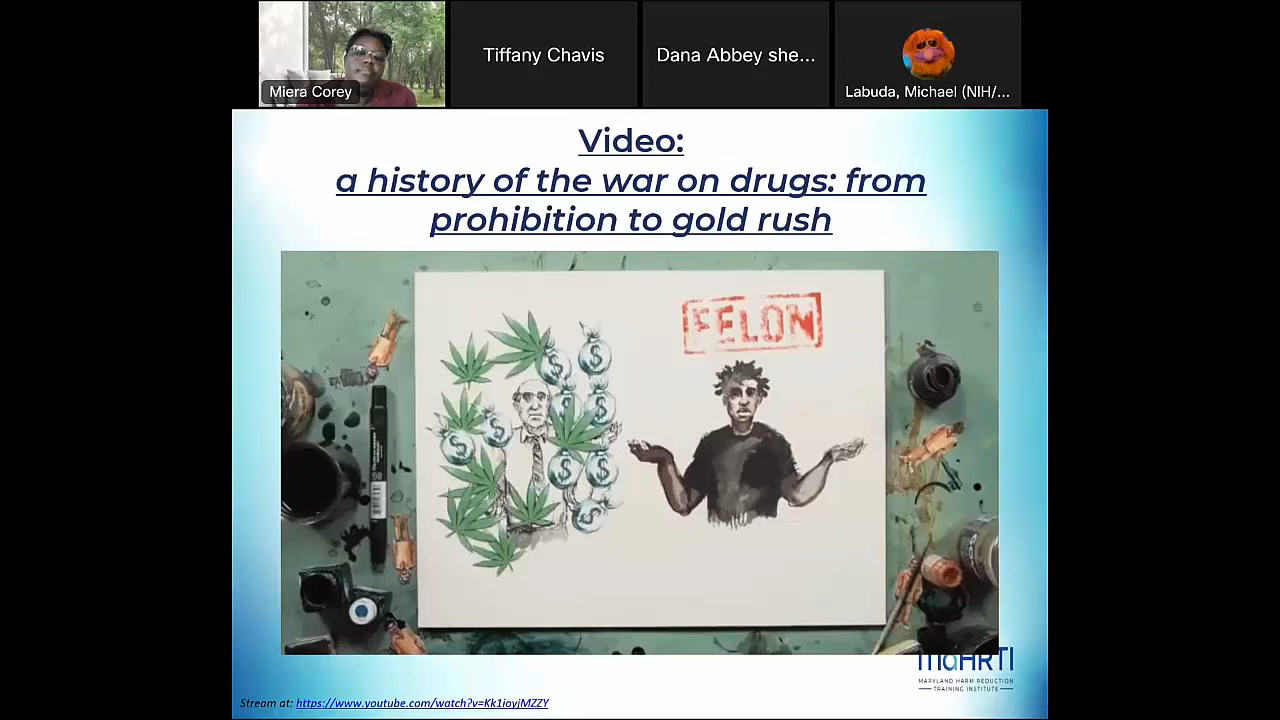 Miera Corey
Tiffany Chavis
Dana Abbey she...
Labuda, Michael (NIH/...
Video:
a history of the war on drugs: from
prohibition to gold rush
FELON
$
$
$
$
$
$
$
$
$
MaHRTI
MARYLAND HARM REDUCTION
TRAINING INSTITUTE
Stream at: https://www.youtube.com/watch?v=Kk1ioyjMZZY